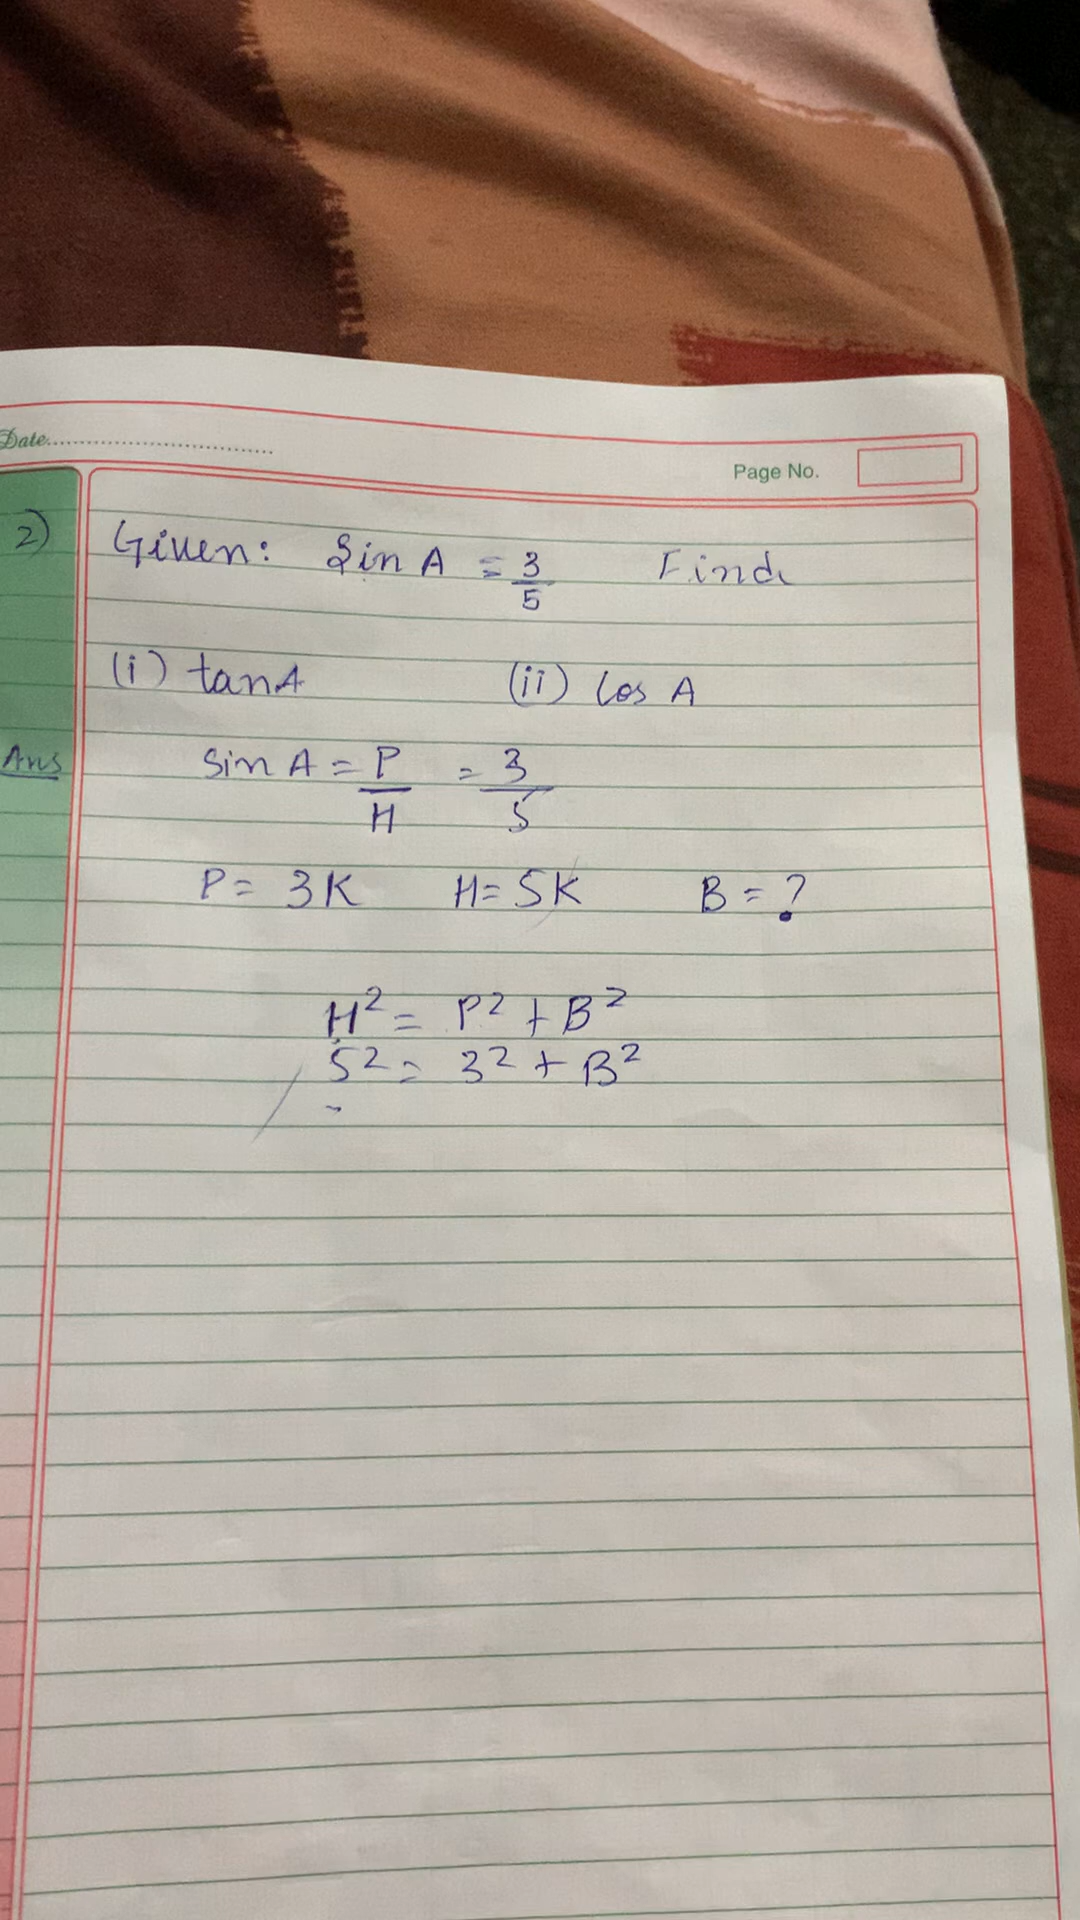 Date
Page No.
2) Given: Sin A = 3/5 Find
(i) tanA (ii) Cos A
Ans Sin A = P/H = 3/5
P = 3K H = 5K B = ?
H² = P² + B²
5² = 3² + B²